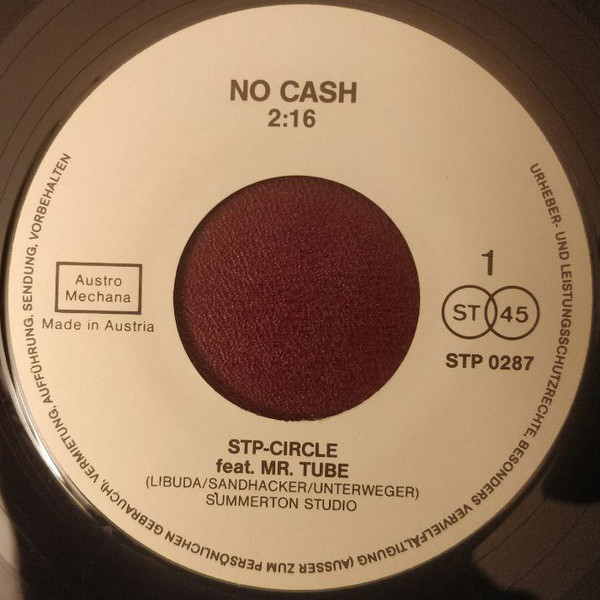 NO CASH
2:16
Austro
Mechana
Made in Austria
1
ST 45
STP 0287
STP-CIRCLE
feat. MR. TUBE
(LIBUDA/SANDHACKER/UNTERWEGER)
SUMMERTON STUDIO
URHEBER- UND LEISTUNGSSCHUTZRECHTE, BESONDERS VERVIELFÄLTIGUNG (AUSSER ZUM PERSÖNLICHEN GEBRAUCH), VERMIETUNG, AUFFÜHRUNG, SENDUNG, VORBEHALTEN